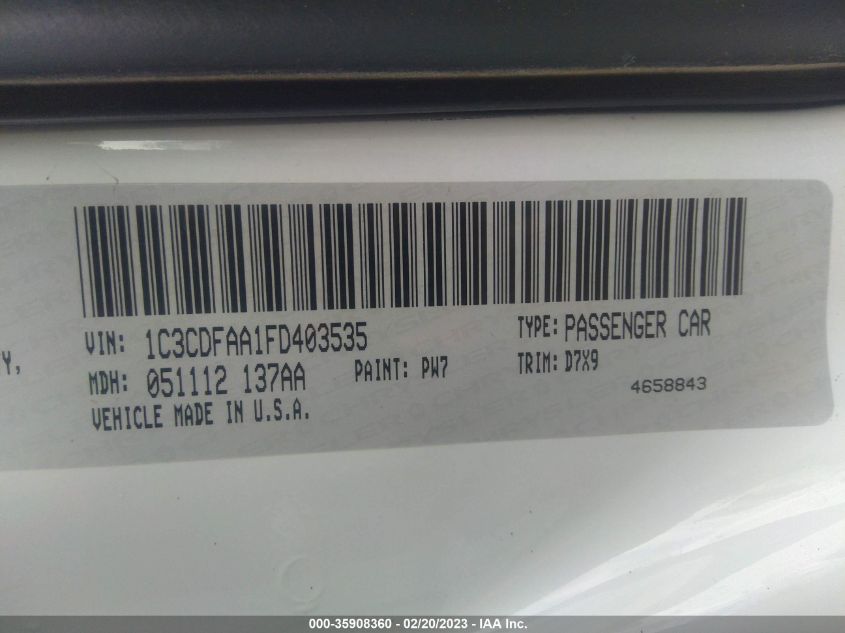 VIN: 1C3CDFAA1FD403535 TYPE: PASSENGER CAR
Y,
MDH: 051112 137AA PAINT: PW7 TRIM: D7X9
4658843
VEHICLE MADE IN U.S.A.
000-35908360 - 02/20/2023 - IAA Inc.